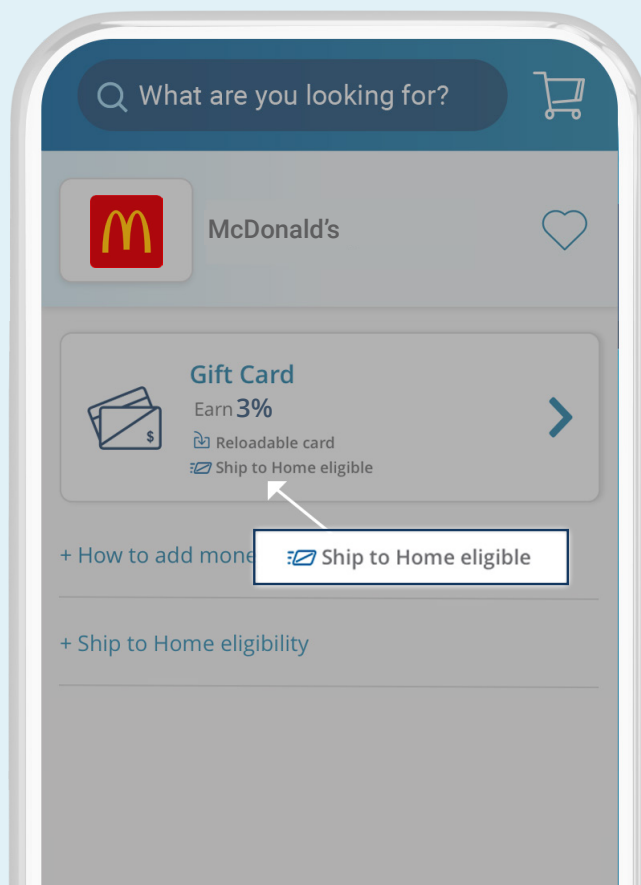 What are you looking for?
McDonald's
Gift Card
Earn 3%
$
Reloadable card
Ship to Home eligible
+ How to add mone
Ship to Home eligible
+ Ship to Home eligibility